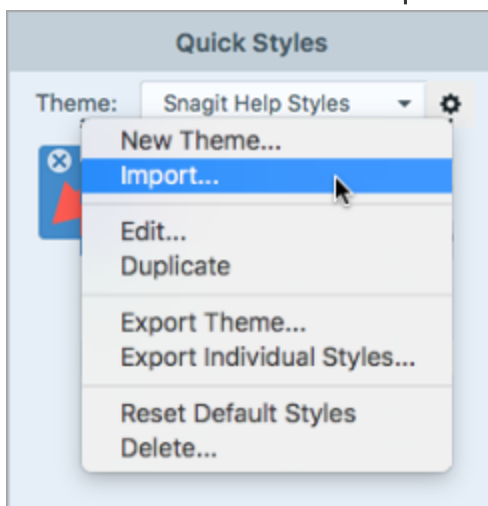 Quick Styles
Theme: Snagit Help Styles
New Theme...
Import...
Edit...
Duplicate
Export Theme...
Export Individual Styles...
Reset Default Styles
Delete...